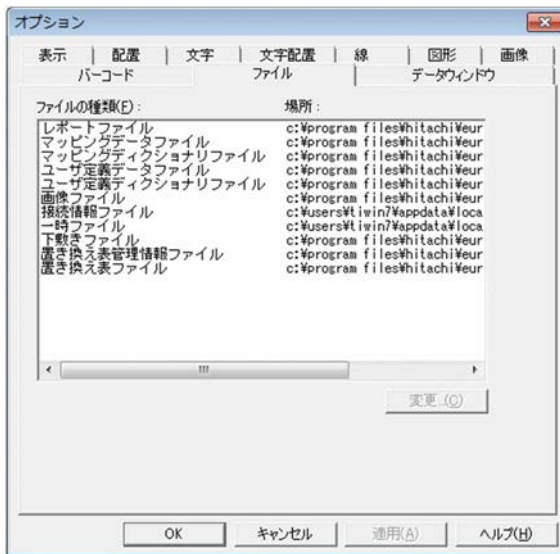 オプション
表示 配置 文字 文字配置 線 図形 画像
バーコード ファイル データウィンドウ
ファイルの種類(F): 場所:
レポートファイル c:¥program files¥hitachi¥eur
マッピングデータファイル c:¥program files¥hitachi¥eur
マッピングディクショナリファイル c:¥program files¥hitachi¥eur
ユーザ定義データファイル c:¥program files¥hitachi¥eur
ユーザ定義ディクショナリファイル c:¥program files¥hitachi¥eur
画像ファイル c:¥program files¥hitachi¥eur
接続情報ファイル c:¥users¥tiwin7¥appdata¥loca
一時ファイル c:¥users¥tiwin7¥appdata¥loca
下敷きファイル c:¥program files¥hitachi¥eur
置き換え表管理情報ファイル c:¥program files¥hitachi¥eur
置き換え表ファイル c:¥program files¥hitachi¥eur
変更...(C)
OK キャンセル 適用(A) ヘルプ(H)